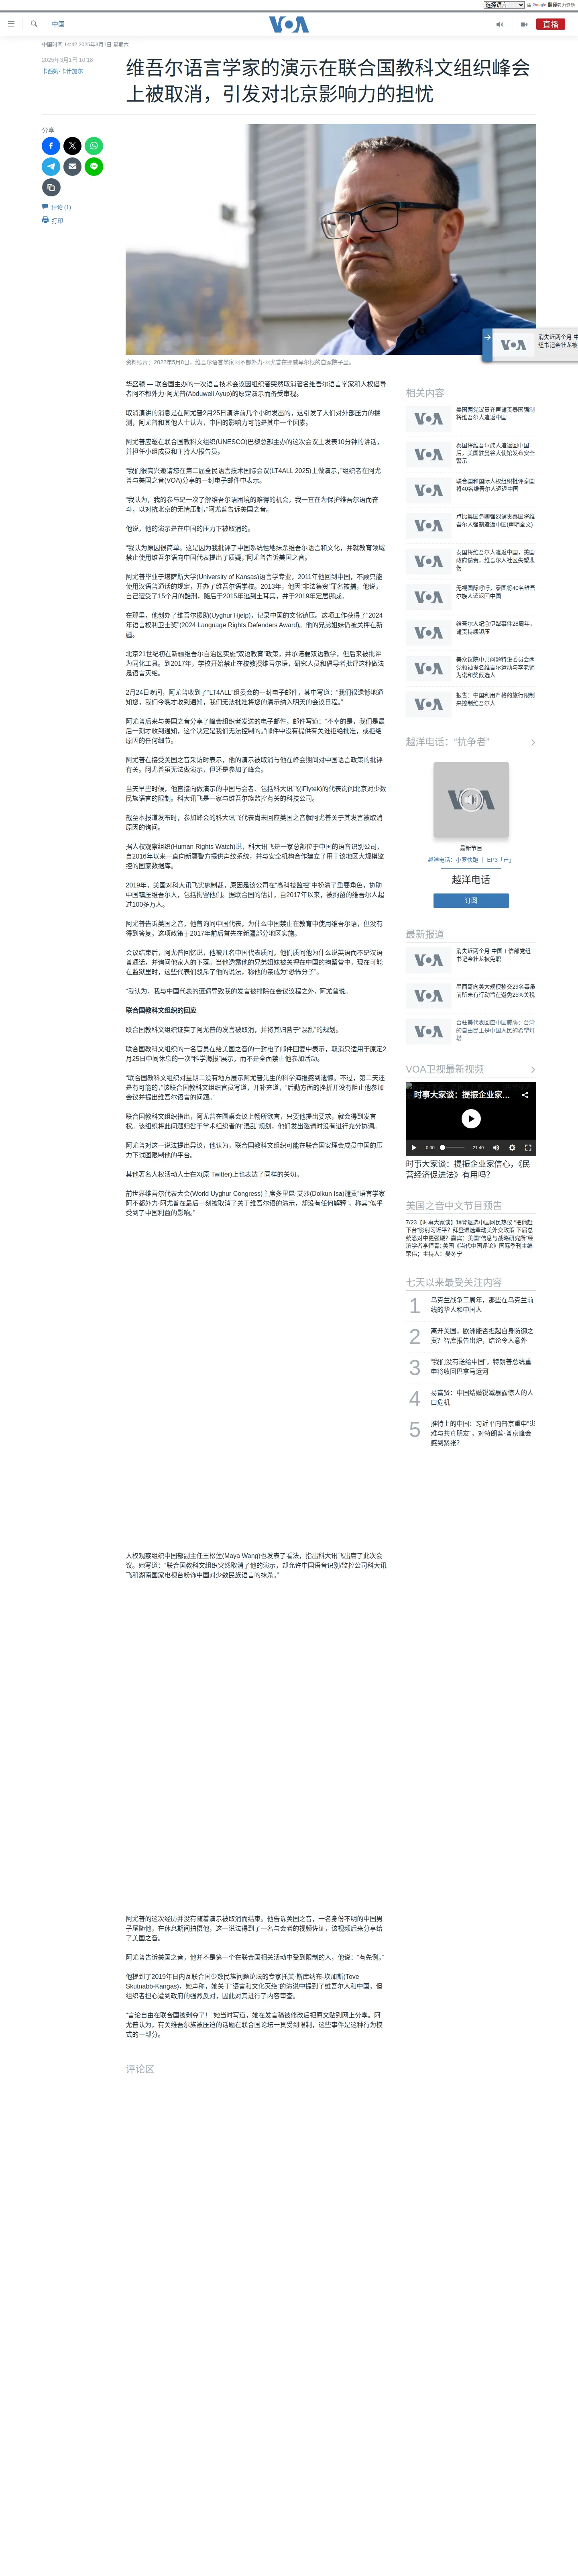 选择语言 由 Google 翻译强力驱动
中国
VOA
直播
中国时间 14:42 2025年3月1日 星期六
2025年3月1日 10:18
卡西姆·卡什加尔
维吾尔语言学家的演示在联合国教科文组织峰会
上被取消，引发对北京影响力的担忧
分享
评论 (1)
打印
资料照片：2022年5月8日，维吾尔语言学家阿不都外力·阿尤普在挪威卑尔根的自家院子里。
消失近两个月 中
组书记金壮龙被
华盛顿 — 联合国主办的一次语言技术会议因组织者突然取消著名维吾尔语言学家和人权倡导
者阿不都外力·阿尤普(Abduweli Ayup)的原定演示而备受审视。
取消演讲的消息是在阿尤普2月25日演讲前几个小时发出的，这引发了人们对外部压力的揣
测，阿尤普和其他人士认为，中国的影响力可能是其中的一个因素。
阿尤普应邀在联合国教科文组织(UNESCO)巴黎总部主办的这次会议上发表10分钟的讲话，
并担任小组成员和主持人/报告员。
“我们很高兴邀请您在第二届全民语言技术国际会议(LT4ALL 2025)上做演示，”组织者在阿尤
普与美国之音(VOA)分享的一封电子邮件中表示。
“我认为，我的参与是一次了解维吾尔语困境的难得的机会，我一直在为保护维吾尔语而奋
斗，以对抗北京的无情压制，”阿尤普告诉美国之音。
他说，他的演示是在中国的压力下被取消的。
“我认为原因很简单。这是因为我批评了中国系统性地抹杀维吾尔语言和文化，并就教育领域
禁止使用维吾尔语向中国代表提出了质疑，”阿尤普告诉美国之音。
阿尤普毕业于堪萨斯大学(University of Kansas)语言学专业，2011年他回到中国，不顾只能
使用汉语普通话的规定，开办了维吾尔语学校。2013年，他因“非法集资”罪名被捕，他说，
自己遭受了15个月的酷刑，随后于2015年逃到土耳其，并于2019年定居挪威。
在那里，他创办了维吾尔援助(Uyghur Hjelp)，记录中国的文化镇压。这项工作获得了“2024
年语言权利卫士奖”(2024 Language Rights Defenders Award)。他的兄弟姐妹仍被关押在新
疆。
北京21世纪初在新疆维吾尔自治区实施“双语教育”政策，并承诺要双语教学，但后来被批评
为同化工具。到2017年，学校开始禁止在校教授维吾尔语，研究人员和倡导者批评这种做法
是语言灭绝。
2月24日晚间，阿尤普收到了“LT4ALL”组委会的一封电子邮件，其中写道：“我们很遗憾地通
知您，我们今晚才收到通知，我们无法批准将您的演示纳入明天的会议日程。”
阿尤普后来与美国之音分享了峰会组织者发送的电子邮件，邮件写道：“不幸的是，我们是最
后一刻才收到通知，这个决定是我们无法控制的。”邮件中没有提供有关谁拒绝批准，或拒绝
原因的任何细节。
阿尤普在接受美国之音采访时表示，他的演示被取消与他在峰会期间对中国语言政策的批评
有关。阿尤普虽无法做演示，但还是参加了峰会。
当天早些时候，他直接向做演示的中国与会者、包括科大讯飞(iFlytek)的代表询问北京对少数
民族语言的限制。科大讯飞是一家与维吾尔族监控有关的科技公司。
截至本报道发布时，参加峰会的科大讯飞代表尚未回应美国之音就阿尤普关于其发言被取消
原因的询问。
据人权观察组织(Human Rights Watch)说，科大讯飞是一家总部位于中国的语音识别公司，
自2016年以来一直向新疆警方提供声纹系统，并与安全机构合作建立了用于该地区大规模监
控的国家数据库。
2019年，美国对科大讯飞实施制裁，原因是该公司在“高科技监控”中扮演了重要角色，协助
中国镇压维吾尔人，包括拘留他们。据联合国的估计，自2017年以来，被拘留的维吾尔人超
过100多万人。
阿尤普告诉美国之音，他曾询问中国代表，为什么中国禁止在教育中使用维吾尔语，但没有
得到答复。这项政策于2017年前后首先在新疆部分地区实施。
会议结束后，阿尤普回忆说，他被几名中国代表质问，他们质问他为什么说英语而不是汉语
普通话，并询问他家人的下落。当他透露他的兄弟姐妹被关押在中国的拘留营中，现在可能
在监狱里时，这些代表们驳斥了他的说法，称他的亲戚为“恐怖分子”。
“我认为，我与中国代表的遭遇导致我的发言被排除在会议议程之外，”阿尤普说。
联合国教科文组织的回应
联合国教科文组织证实了阿尤普的发言被取消，并将其归咎于“混乱”的规划。
联合国教科文组织的一名官员在给美国之音的一封电子邮件回复中表示，取消只适用于原定2
月25日中间休息的一次“科学海报”展示，而不是全面禁止他参加活动。
“联合国教科文组织对星期二没有地方展示阿尤普先生的科学海报感到遗憾。不过，第二天还
是有可能的，”该联合国教科文组织官员写道，并补充道，“后勤方面的挫折并没有阻止他参加
会议并提出维吾尔语言的问题。”
联合国教科文组织指出，阿尤普在圆桌会议上畅所欲言，只要他提出要求，就会得到发言
权。该组织将此问题归咎于学术组织者的“混乱”规划，他们发出邀请时没有进行充分协调。
阿尤普对这一说法提出异议，他认为，联合国教科文组织可能在联合国安理会成员中国的压
力下试图限制他的平台。
其他著名人权活动人士在X(原 Twitter)上也表达了同样的关切。
前世界维吾尔代表大会(World Uyghur Congress)主席多里昆·艾沙(Dolkun Isa)谴责“语言学家
阿不都外力·阿尤普在最后一刻被取消了关于维吾尔语的演示，却没有任何解释”，称其“似乎
受到了中国利益的影响。”
人权观察组织中国部副主任王松莲(Maya Wang)也发表了看法，指出科大讯飞出席了此次会
议。她写道：“联合国教科文组织突然取消了他的演示，却允许中国语音识别/监控公司科大讯
飞和湖南国家电视台粉饰中国对少数民族语言的抹杀。”
阿尤普的这次经历并没有随着演示被取消而结束。他告诉美国之音，一名身份不明的中国男
子尾随他，在休息期间拍摄他，这一说法得到了一名与会者的视频佐证，该视频后来分享给
了美国之音。
阿尤普告诉美国之音，他并不是第一个在联合国相关活动中受到限制的人，他说：“有先例。”
他提到了2019年日内瓦联合国少数民族问题论坛的专家托芙·斯库纳布-坎加斯(Tove
Skutnabb-Kangas)，她声称，她关于“语言和文化灭绝”的演说中提到了维吾尔人和中国，但
组织者担心遭到政府的强烈反对，因此对其进行了内容审查。
“言论自由在联合国被剥夺了！”她当时写道，她在发言稿被修改后把原文贴到网上分享。阿
尤普认为，有关维吾尔族被压迫的话题在联合国论坛一贯受到限制，这些事件是这种行为模
式的一部分。
评论区
相关内容
美国两党议员齐声谴责泰国强制
将维吾尔人遣返中国
泰国将维吾尔族人遣返回中国
后，美国驻曼谷大使馆发布安全
警示
联合国和国际人权组织批评泰国
将40名维吾尔人遣返中国
卢比奥国务卿强烈谴责泰国将维
吾尔人强制遣返中国(声明全文)
泰国将维吾尔人遣返中国，美国
政府谴责，维吾尔人社区失望悲
伤
无视国际呼吁，泰国将40名维吾
尔族人遣返回中国
维吾尔人纪念伊犁事件28周年，
谴责持续镇压
美众议院中共问题特设委员会两
党领袖提名维吾尔运动与李老师
为诺和奖候选人
报告：中国利用严格的旅行限制
来控制维吾尔人
越洋电话：“抗争者”
最新节目
越洋电话：小罗快跑 ｜ EP3「芒」
越洋电话
订阅
最新报道
消失近两个月 中国工信部党组
书记金壮龙被免职
墨西哥向美大规模移交29名毒枭
前所未有行动旨在避免25%关税
台驻美代表回应中国威胁：台湾
的自由民主是中国人民的希望灯
塔
VOA卫视最新视频
时事大家谈：提振企业家...
0:00 21:40
时事大家谈：提振企业家信心，《民
营经济促进法》有用吗？
美国之音中文节目预告
7/23【时事大家谈】拜登退选中国网民热议 “把他赶
下台”影射习近平？拜登退选牵动美外交政策 下届总
统恐对中更强硬？嘉宾：美国“信息与战略研究所”经
济学者李恒青; 美国《当代中国评论》国际季刊主编
荣伟；主持人：樊冬宁
七天以来最受关注内容
1 乌克兰战争三周年，那些在乌克兰前
线的华人和中国人
2 离开美国，欧洲能否担起自身防御之
责？智库报告出炉，结论令人意外
3 “我们没有送给中国”，特朗普总统重
申将收回巴拿马运河
4 易富贤：中国结婚锐减暴露惊人的人
口危机
5 推特上的中国：习近平向普京重申“患
难与共真朋友”，对特朗普-普京峰会
感到紧张？